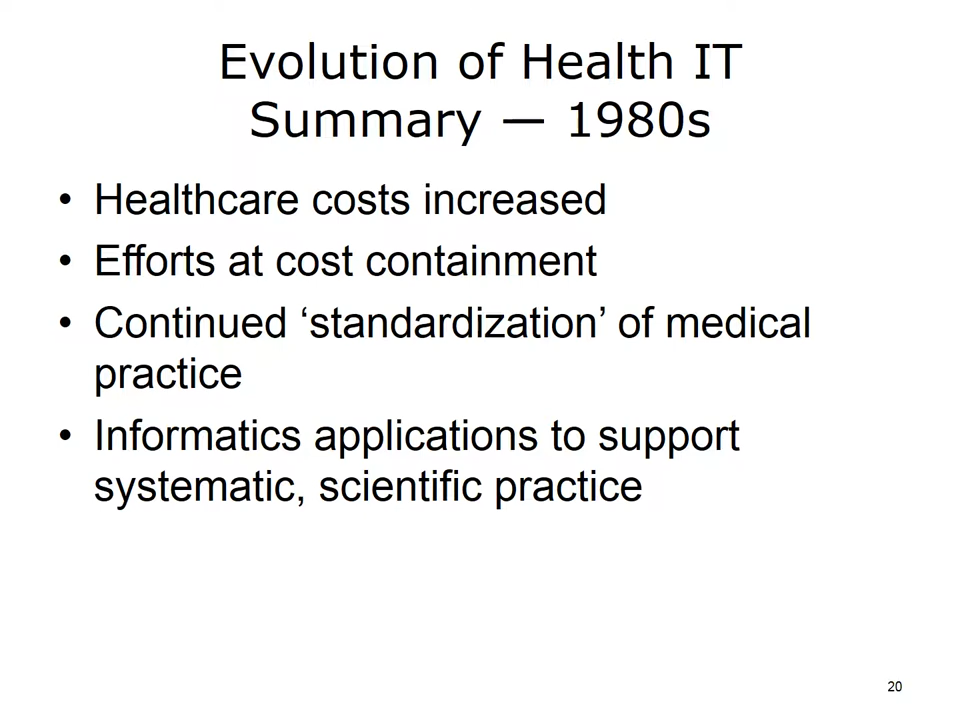 Evolution of Health IT
Summary — 1980s
• Healthcare costs increased
• Efforts at cost containment
• Continued ‘standardization’ of medical
practice
• Informatics applications to support
systematic, scientific practice
20